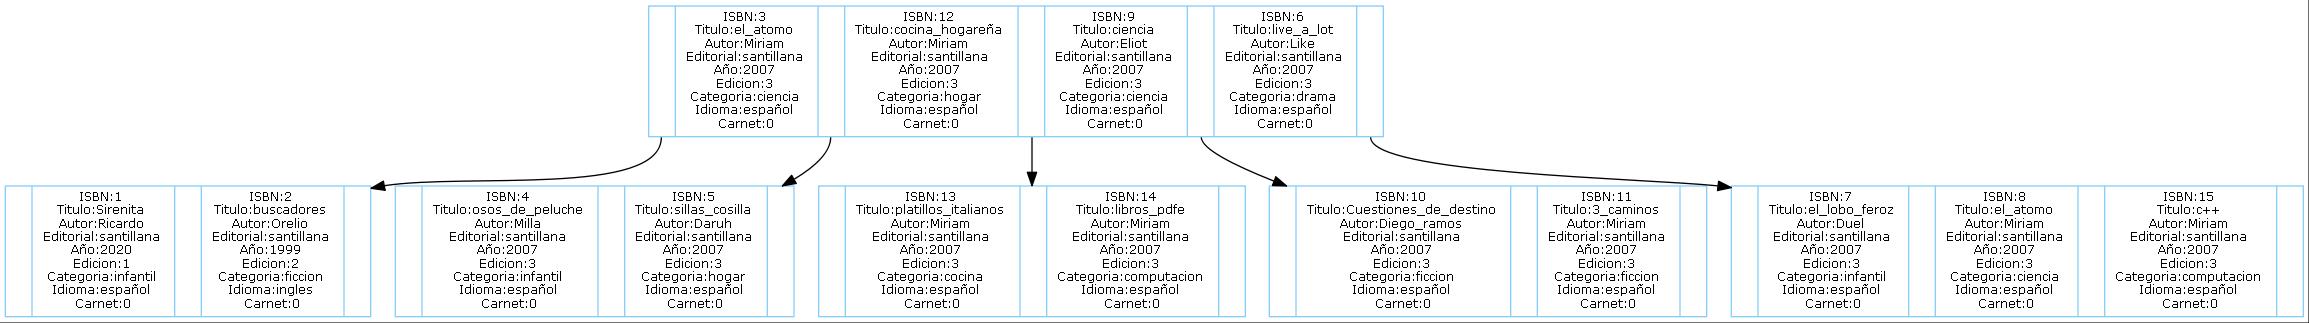 ISBN:3
Titulo:el_atomo
Autor:Miriam
Editorial:santillana
Año:2007
Edicion:3
Categoria:ciencia
Idioma:español
Carnet:0
ISBN:12
Titulo:cocina_hogareña
Autor:Miriam
Editorial:santillana
Año:2007
Edicion:3
Categoria:hogar
Idioma:español
Carnet:0
ISBN:9
Titulo:ciencia
Autor:Eliot
Editorial:santillana
Año:2007
Edicion:3
Categoria:ciencia
Idioma:español
Carnet:0
ISBN:6
Titulo:live_a_lot
Autor:Like
Editorial:santillana
Año:2007
Edicion:3
Categoria:drama
Idioma:español
Carnet:0
ISBN:1
Titulo:Sirenita
Autor:Ricardo
Editorial:santillana
Año:2020
Edicion:1
Categoria:infantil
Idioma:español
Carnet:0
ISBN:2
Titulo:buscadores
Autor:Orelio
Editorial:santillana
Año:1999
Edicion:2
Categoria:ficcion
Idioma:ingles
Carnet:0
ISBN:4
Titulo:osos_de_peluche
Autor:Milla
Editorial:santillana
Año:2007
Edicion:3
Categoria:infantil
Idioma:español
Carnet:0
ISBN:5
Titulo:sillas_cosilla
Autor:Daruh
Editorial:santillana
Año:2007
Edicion:3
Categoria:hogar
Idioma:español
Carnet:0
ISBN:13
Titulo:platillos_italianos
Autor:Miriam
Editorial:santillana
Año:2007
Edicion:3
Categoria:cocina
Idioma:español
Carnet:0
ISBN:14
Titulo:libros_pdfe
Autor:Miriam
Editorial:santillana
Año:2007
Edicion:3
Categoria:computacion
Idioma:español
Carnet:0
ISBN:10
Titulo:Cuestiones_de_destino
Autor:Diego_ramos
Editorial:santillana
Año:2007
Edicion:3
Categoria:ficcion
Idioma:español
Carnet:0
ISBN:11
Titulo:3_caminos
Autor:Miriam
Editorial:santillana
Año:2007
Edicion:3
Categoria:ficcion
Idioma:español
Carnet:0
ISBN:7
Titulo:el_lobo_feroz
Autor:Duel
Editorial:santillana
Año:2007
Edicion:3
Categoria:infantil
Idioma:español
Carnet:0
ISBN:8
Titulo:el_atomo
Autor:Miriam
Editorial:santillana
Año:2007
Edicion:3
Categoria:ciencia
Idioma:español
Carnet:0
ISBN:15
Titulo:c++
Autor:Miriam
Editorial:santillana
Año:2007
Edicion:3
Categoria:computacion
Idioma:español
Carnet:0